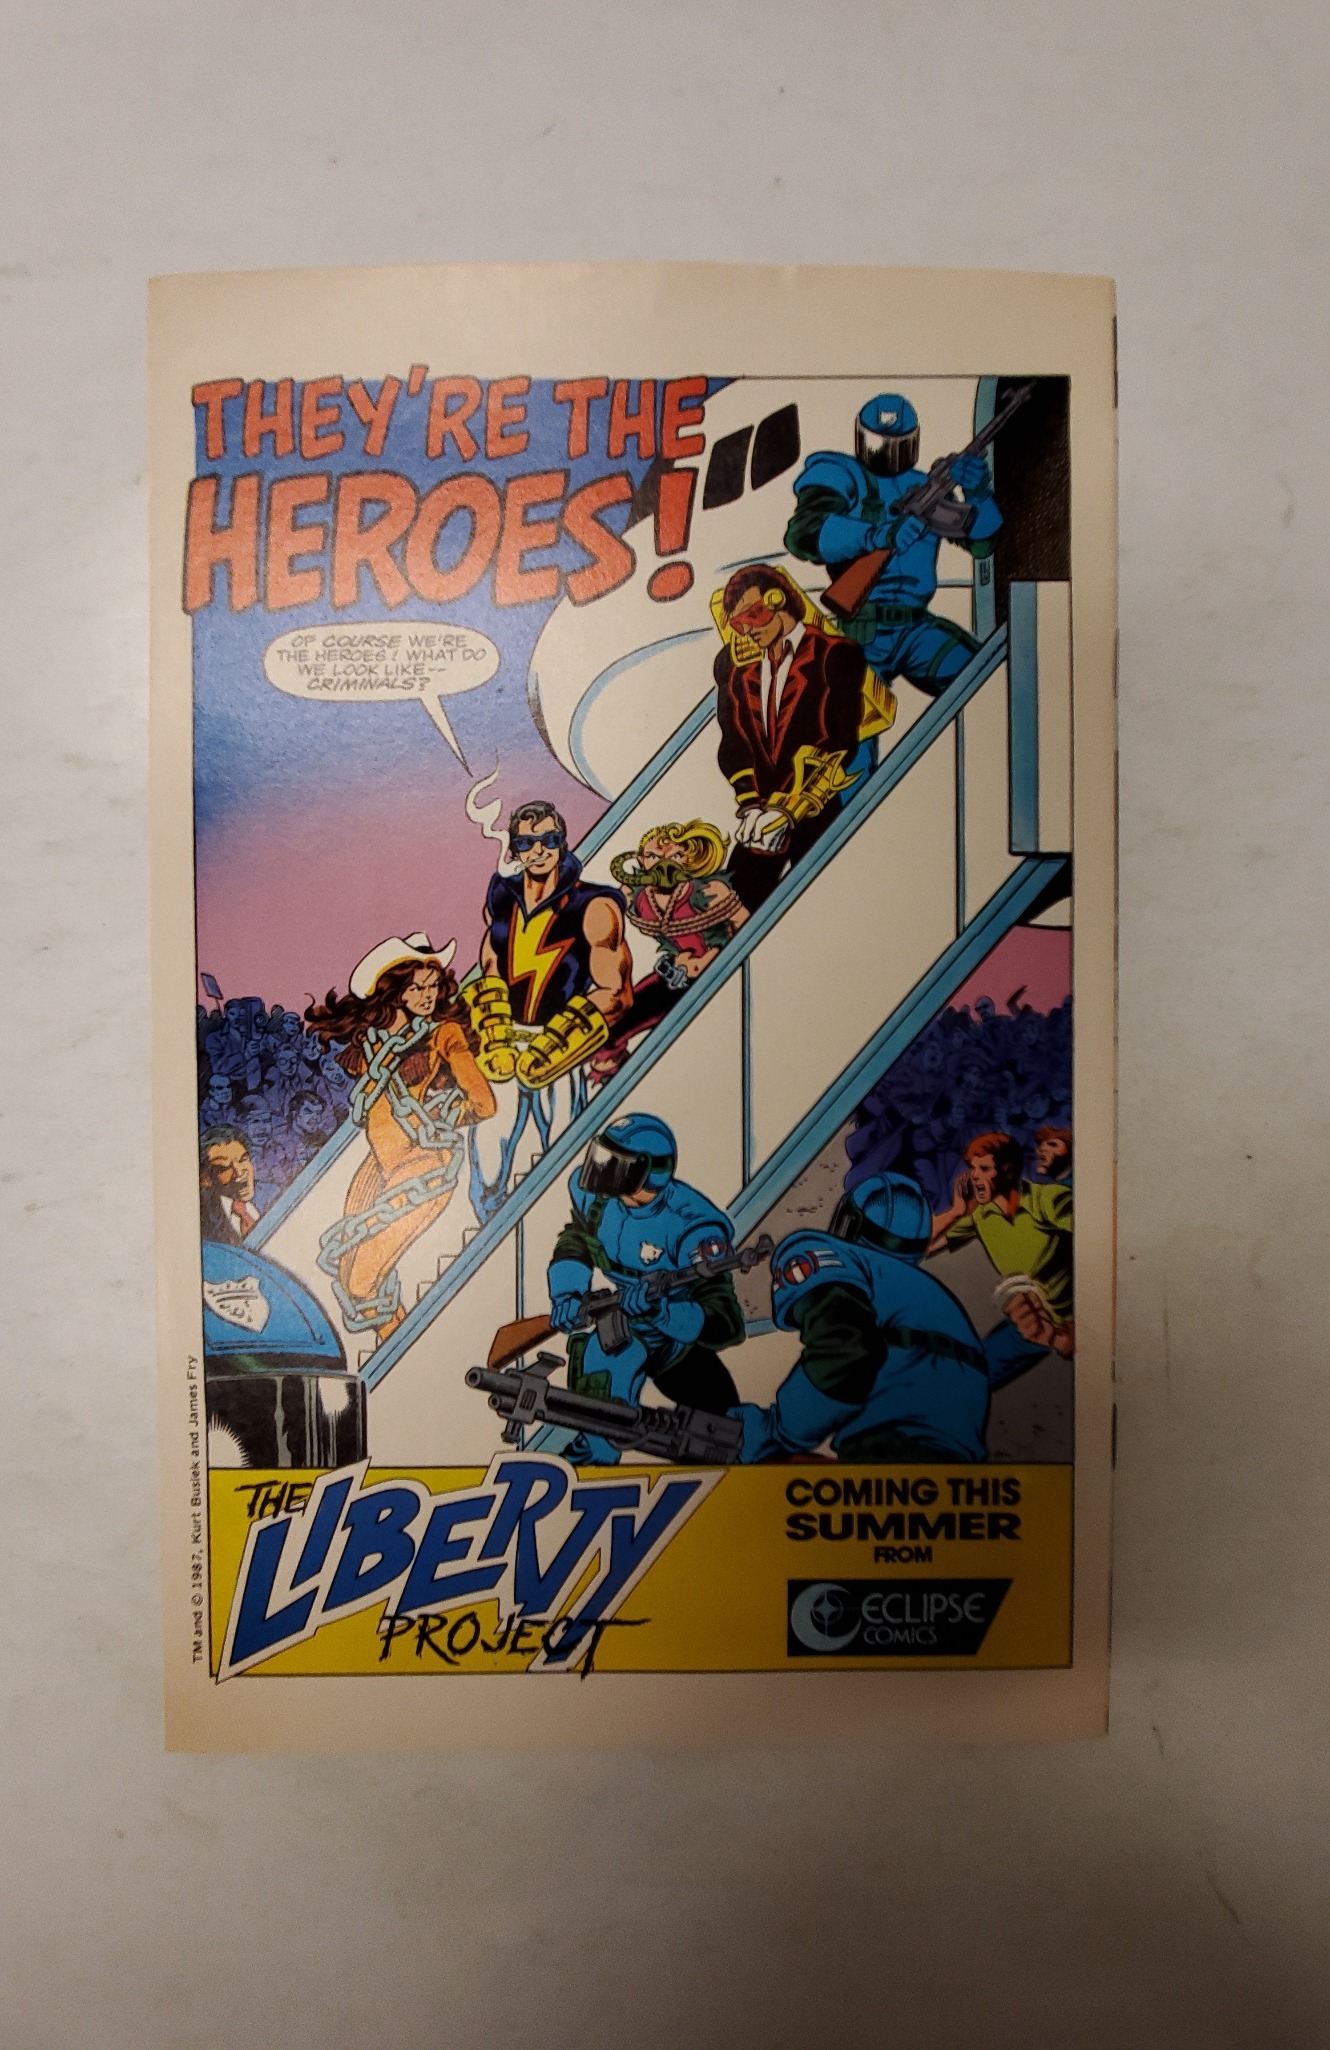 THEY'RE THE
HEROES!
OF COURSE WE'RE
THE HEROES! WHAT DO
WE LOOK LIKE--
CRIMINALS?
TM and © 1987, Kurt Busiek and James Fry
THE
LIBERTY
PROJECT
COMING THIS
SUMMER
FROM
ECLIPSE
COMICS